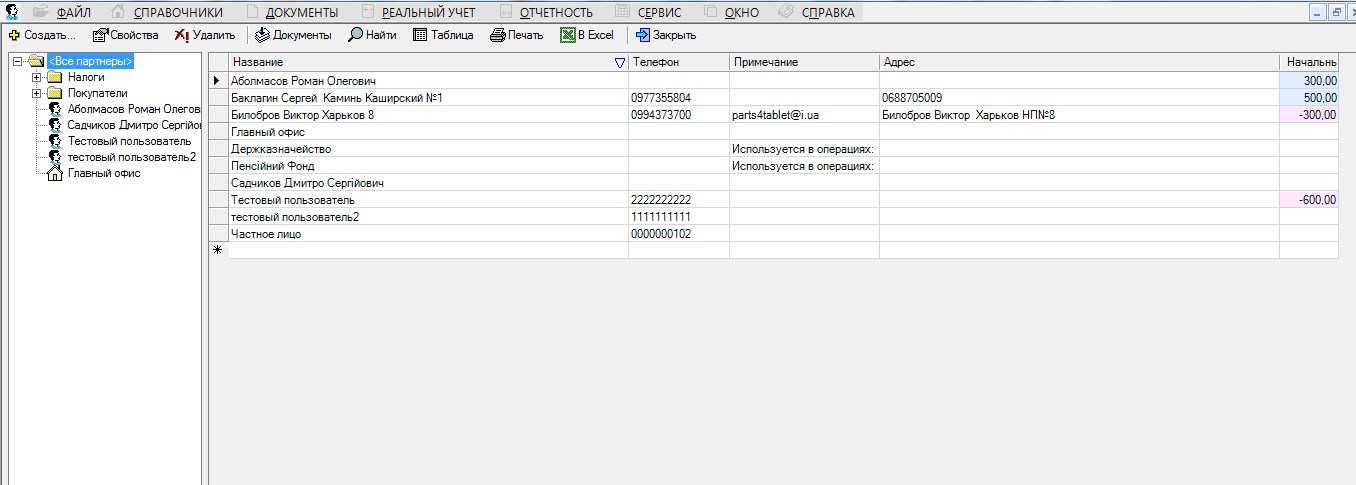 ФАЙЛ СПРАВОЧНИКИ ДОКУМЕНТЫ РЕАЛЬНЫЙ УЧЕТ ОТЧЕТНОСТЬ СЕРВИС ОКНО СПРАВКА
Создать... Свойства Удалить Документы Найти Таблица Печать В Excel Закрыть
<Все партнеры>
Налоги
Покупатели
Аболмасов Роман Олегов
Садчиков Дмитро Сергійо
Тестовый пользователь
тестовый пользователь2
Главный офис
Название Телефон Примечание Адрес Начальнь
Аболмасов Роман Олегович 300,00
Баклагин Сергей Каминь Каширский №1 0977355804 0688705009 500,00
Билобров Виктор Харьков 8 0994373700 parts4tablet@i.ua Билобров Виктор Харьков НП№8 -300,00
Главный офис
Держказначейство Используется в операциях:
Пенсійний Фонд Используется в операциях:
Садчиков Дмитро Сергійович
Тестовый пользователь 2222222222 -600,00
тестовый пользователь2 1111111111
Частное лицо 0000000102